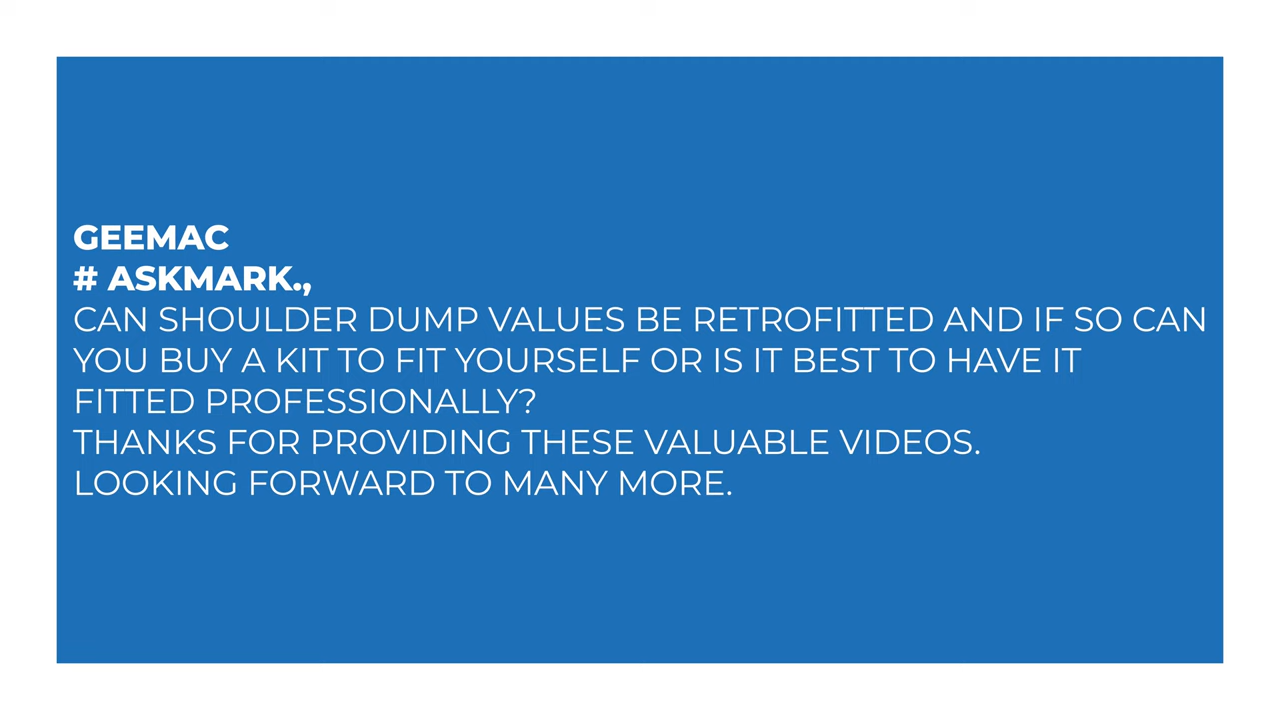 GEEMAC
# ASKMARK.,
CAN SHOULDER DUMP VALUES BE RETROFITTED AND IF SO CAN
YOU BUY A KIT TO FIT YOURSELF OR IS IT BEST TO HAVE IT
FITTED PROFESSIONALLY?
THANKS FOR PROVIDING THESE VALUABLE VIDEOS.
LOOKING FORWARD TO MANY MORE.